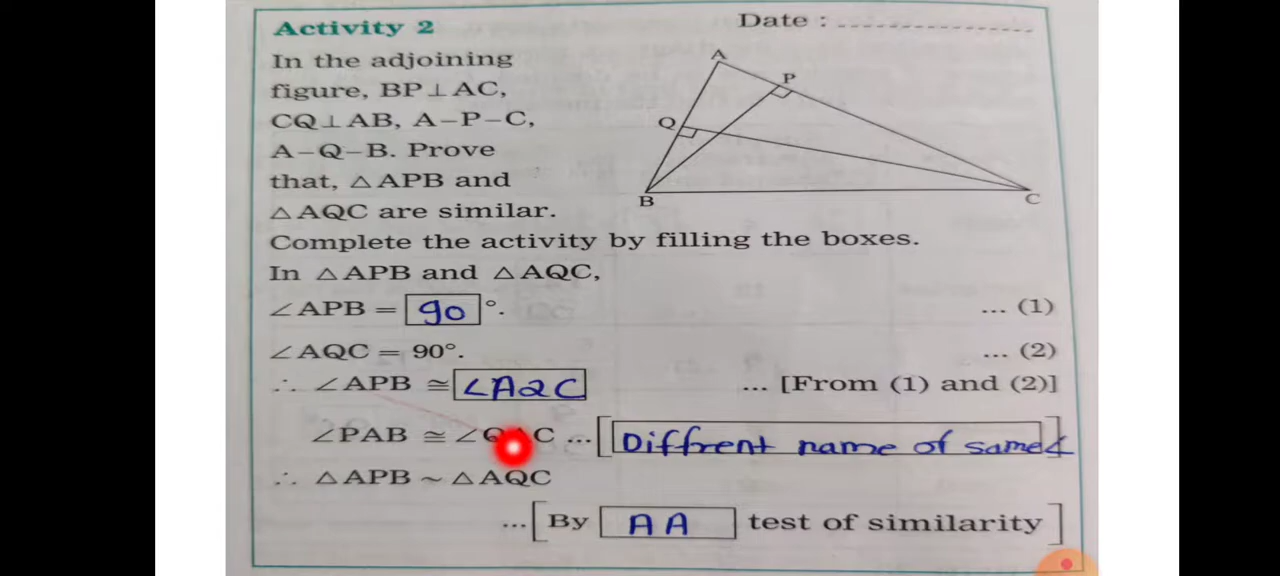 Activity 2 Date : ....................
In the adjoining
figure, BP⊥AC,
CQ⊥AB, A–P–C,
A–Q–B. Prove
that, △APB and
△AQC are similar.
A
P
Q
B
C
Complete the activity by filling the boxes.
In △APB and △AQC,
∠APB = 90 °. ... (1)
∠AQC = 90°. ... (2)
∴ ∠APB ≅ ∠AQC ... [From (1) and (2)]
∠PAB ≅ ∠QAC ... [Diffrent name of same∠]
∴ △APB ~ △AQC
... [By AA test of similarity]